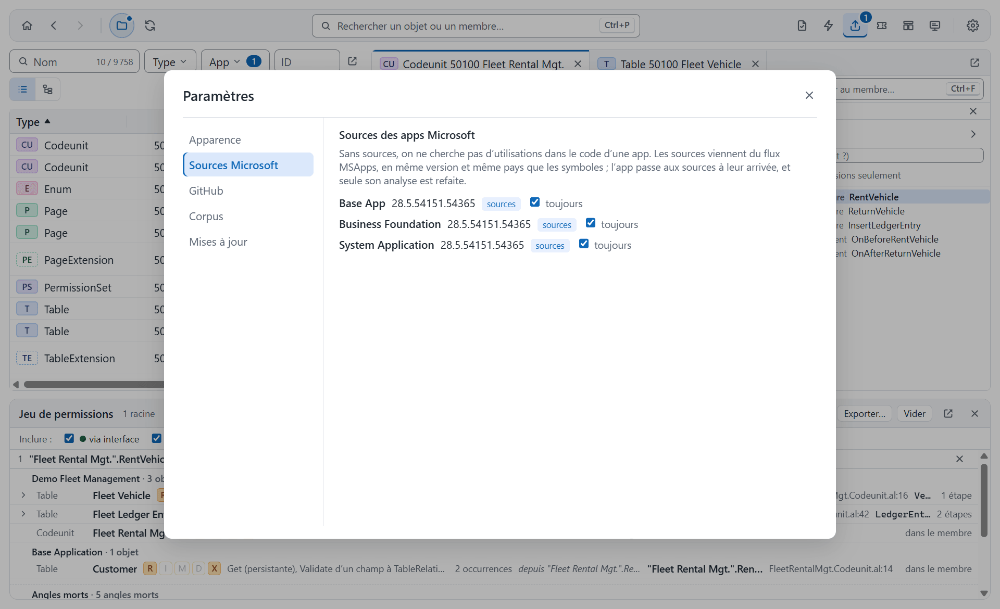 Rechercher un objet ou un membre... Ctrl+P
1
Nom 10 / 9 758 Type App 1 ID
CU Codeunit 50100 Fleet Rental Mgt. T Table 50100 Fleet Vehicle
au membre... Ctrl+F
Type
CU Codeunit 50
CU Codeunit 50
E Enum 50
P Page 50
P Page 50
PE PageExtension 50
PS PermissionSet 50
T Table 50
T Table 50
TE TableExtension 50
t ?)
seulement
RentVehicle
ReturnVehicle
InsertLedgerEntry
OnBeforeRentVehicle
OnAfterReturnVehicle
Paramètres
Apparence
Sources Microsoft
GitHub
Corpus
Mises à jour
Sources des apps Microsoft
Sans sources, on ne cherche pas d’utilisations dans le code d’une app. Les sources viennent du flux
MSApps, en même version et même pays que les symboles ; l’app passe aux sources à leur arrivée, et
seule son analyse est refaite.
Base App 28.5.54151.54365 sources toujours
Business Foundation 28.5.54151.54365 sources toujours
System Application 28.5.54151.54365 sources toujours
Jeu de permissions 1 racine Exporter... Vider
Inclure : via interface
1 "Fleet Rental Mgt.".RentVehic
Demo Fleet Management · 3 ob
Table Fleet Vehicle R Mgt.Codeunit.al:16 Ve... 1 étape
Table Fleet Ledger En nit.al:42 LedgerEnt... 2 étapes
Codeunit Fleet Rental Mg dans le membre
Base Application · 1 objet
Table Customer R I M D X Get (persistante), Validate d’un champ à TableRelati... 2 occurrences depuis "Fleet Rental Mgt.".Re... "Fleet Rental Mgt.".Ren... FleetRentalMgt.Codeunit.al:14 dans le membre
Angles morts · 5 angles morts